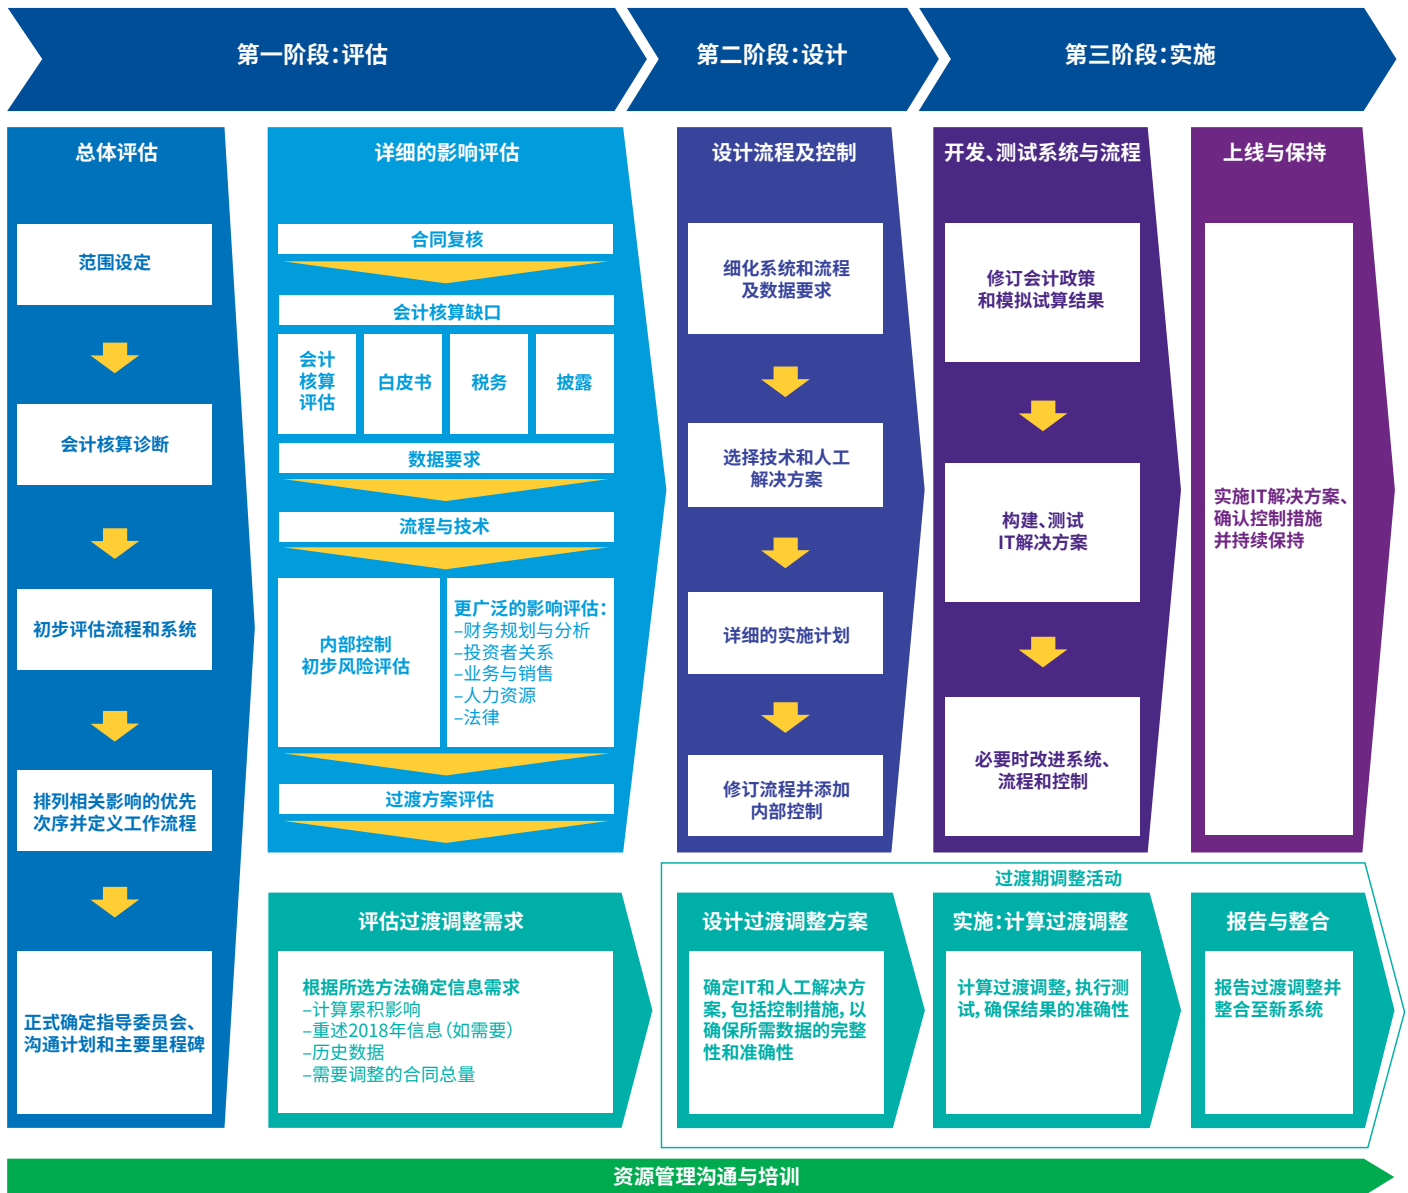 第一阶段：评估
第二阶段：设计
第三阶段：实施
总体评估
范围设定
会计核算诊断
初步评估流程和系统
排列相关影响的优先
次序并定义工作流程
正式确定指导委员会、
沟通计划和主要里程碑
详细的影响评估
合同复核
会计核算缺口
会计
核算
评估
白皮书
税务
披露
数据要求
流程与技术
内部控制
初步风险评估
更广泛的影响评估：
–财务规划与分析
–投资者关系
–业务与销售
–人力资源
–法律
过渡方案评估
设计流程及控制
细化系统和流程
及数据要求
选择技术和人工
解决方案
详细的实施计划
修订流程并添加
内部控制
开发、测试系统与流程
修订会计政策
和模拟试算结果
构建、测试
IT解决方案
必要时改进系统、
流程和控制
上线与保持
实施IT解决方案、
确认控制措施
并持续保持
过渡期调整活动
评估过渡调整需求
根据所选方法确定信息需求
–计算累积影响
–重述2018年信息（如需要）
–历史数据
–需要调整的合同总量
设计过渡调整方案
确定IT和人工解决方
案，包括控制措施，以
确保所需数据的完整
性和准确性
实施：计算过渡调整
计算过渡调整，执行测
试，确保结果的准确性
报告与整合
报告过渡调整并
整合至新系统
资源管理沟通与培训